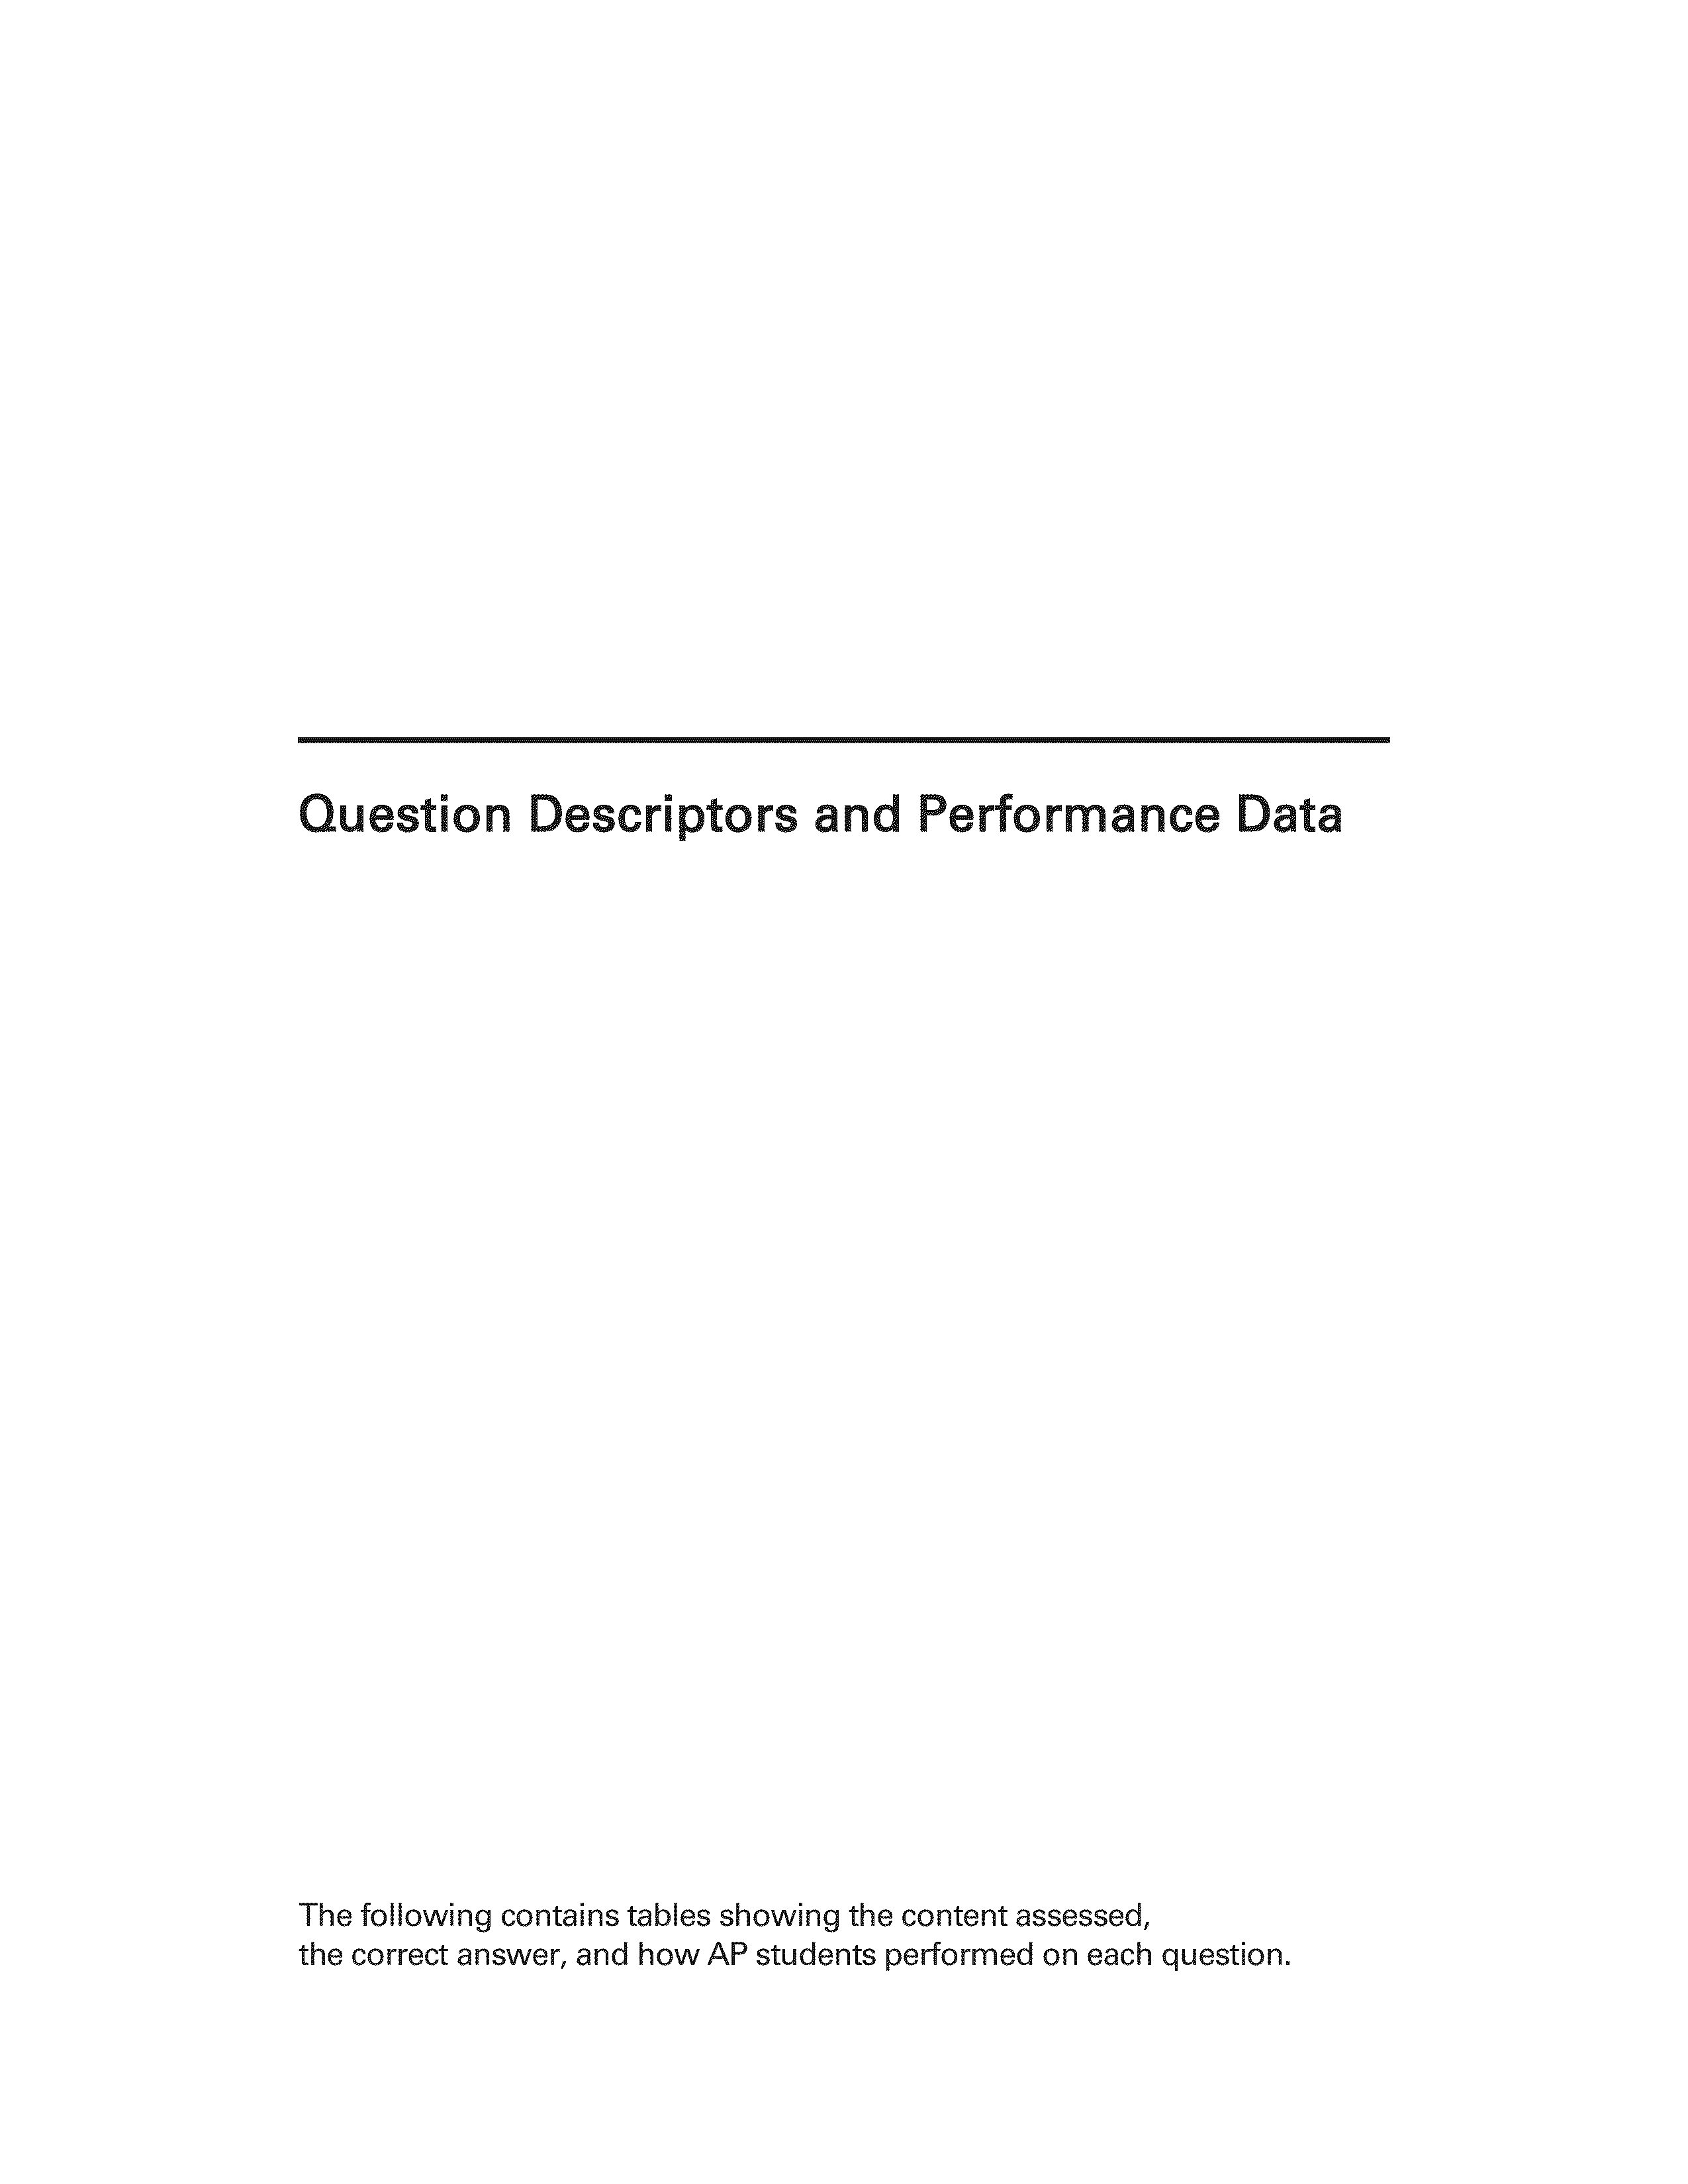 Question Descriptors and Performance Data
The following contains tables showing the content assessed,
the correct answer, and how AP students performed on each question.